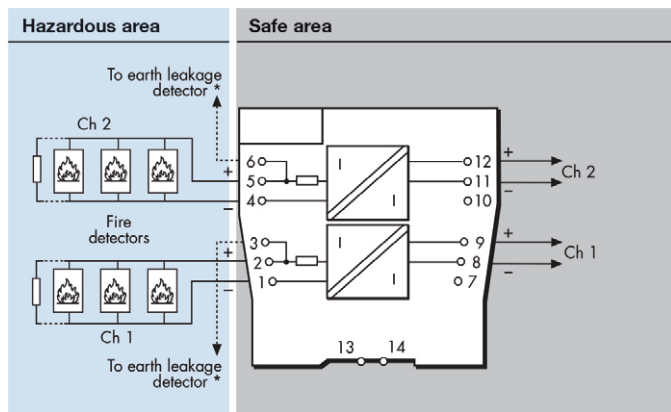 Hazardous area
Safe area
To earth leakage
detector *
Ch 2
6
+
5
−
4
I
I
12
+
11
−
10
Ch 2
Fire
detectors
3
+
2
−
1
I
I
9
+
8
−
7
Ch 1
Ch 1
To earth leakage
detector *
13 14